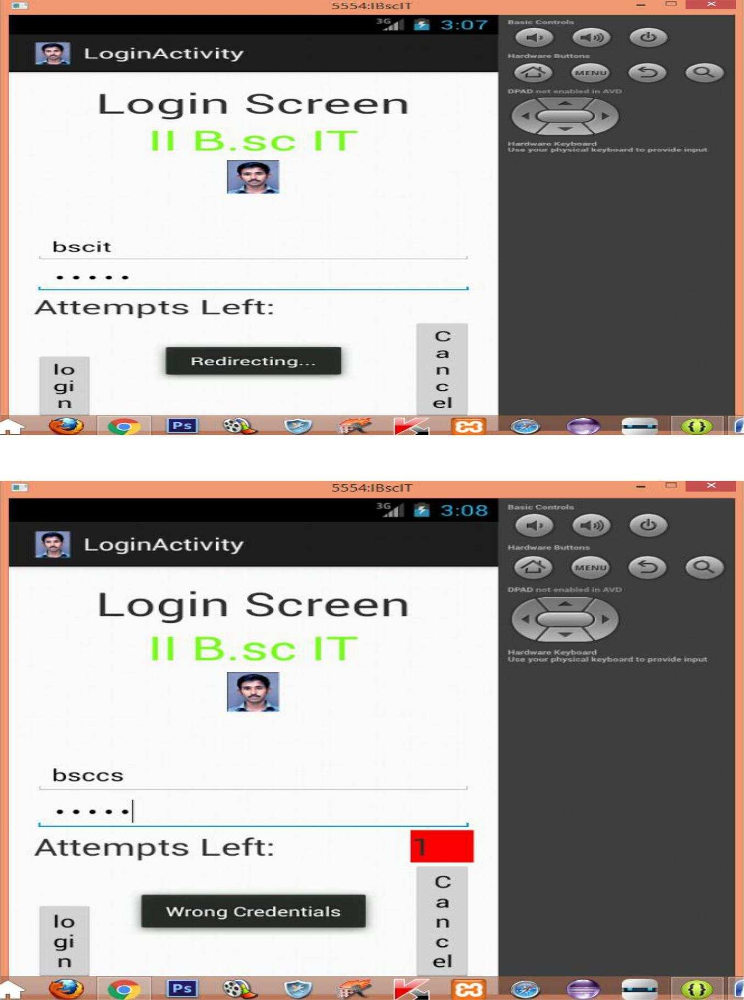 5554:IBscIT
3G 3:07
LoginActivity
Login Screen
II B.sc IT
bscit
•••••
Attempts Left:
Redirecting...
lo
gi
n
C
a
n
c
el
Basic Controls
Hardware Buttons
MENU
DPAD not enabled in AVD
Hardware Keyboard
Use your physical keyboard to provide input
Ps
5554:IBscIT
3G 3:08
LoginActivity
Login Screen
II B.sc IT
bsccs
•••••
Attempts Left: 1
Wrong Credentials
lo
gi
n
C
a
n
c
el
Basic Controls
Hardware Buttons
MENU
DPAD not enabled in AVD
Hardware Keyboard
Use your physical keyboard to provide input
Ps